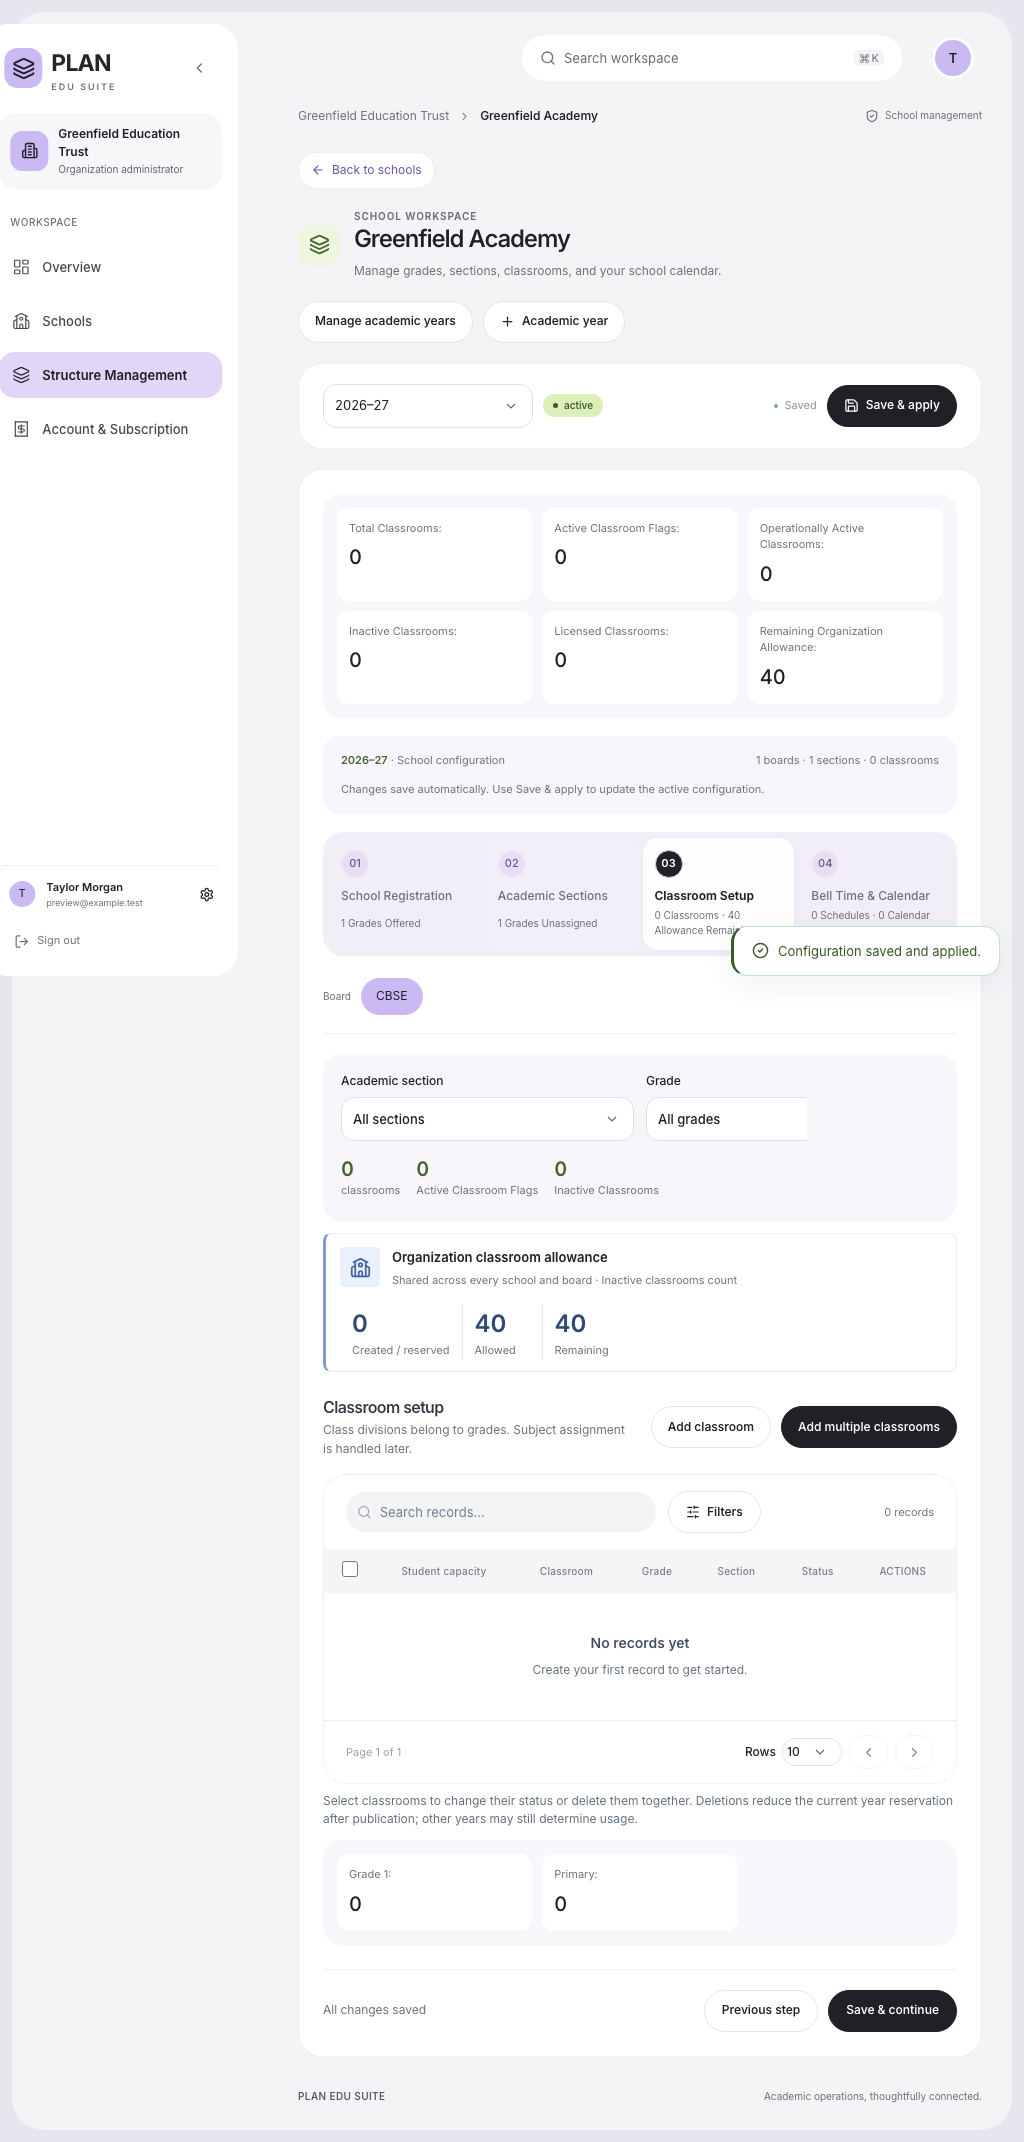 PLAN
EDU SUITE
Greenfield Education
Trust
Organization administrator
WORKSPACE
Overview
Schools
Structure Management
Account & Subscription
Taylor Morgan
preview@example.test
T
Sign out
Search workspace
⌘K
T
Greenfield Education Trust > Greenfield Academy
School management
Back to schools
SCHOOL WORKSPACE
Greenfield Academy
Manage grades, sections, classrooms, and your school calendar.
Manage academic years
Academic year
2026–27
active
Saved
Save & apply
Total Classrooms:
0
Active Classroom Flags:
0
Operationally Active
Classrooms:
0
Inactive Classrooms:
0
Licensed Classrooms:
0
Remaining Organization
Allowance:
40
2026–27 · School configuration
1 boards · 1 sections · 0 classrooms
Changes save automatically. Use Save & apply to update the active configuration.
01
School Registration
1 Grades Offered
02
Academic Sections
1 Grades Unassigned
03
Classroom Setup
0 Classrooms · 40
Allowance
04
Bell Time & Calendar
0 Schedules · 0 Calendar
Configuration saved and applied.
Board
CBSE
Academic section
All sections
Grade
All grades
0
classrooms
0
Active Classroom Flags
0
Inactive Classrooms
Organization classroom allowance
Shared across every school and board · Inactive classrooms count
0
Created / reserved
40
Allowed
40
Remaining
Classroom setup
Class divisions belong to grades. Subject assignment
is handled later.
Add classroom
Add multiple classrooms
Search records...
Filters
0 records
Student capacity
Classroom
Grade
Section
Status
ACTIONS
No records yet
Create your first record to get started.
Page 1 of 1
Rows
10
Select classrooms to change their status or delete them together. Deletions reduce the current year reservation
after publication; other years may still determine usage.
Grade 1:
0
Primary:
0
All changes saved
Previous step
Save & continue
PLAN EDU SUITE
Academic operations, thoughtfully connected.